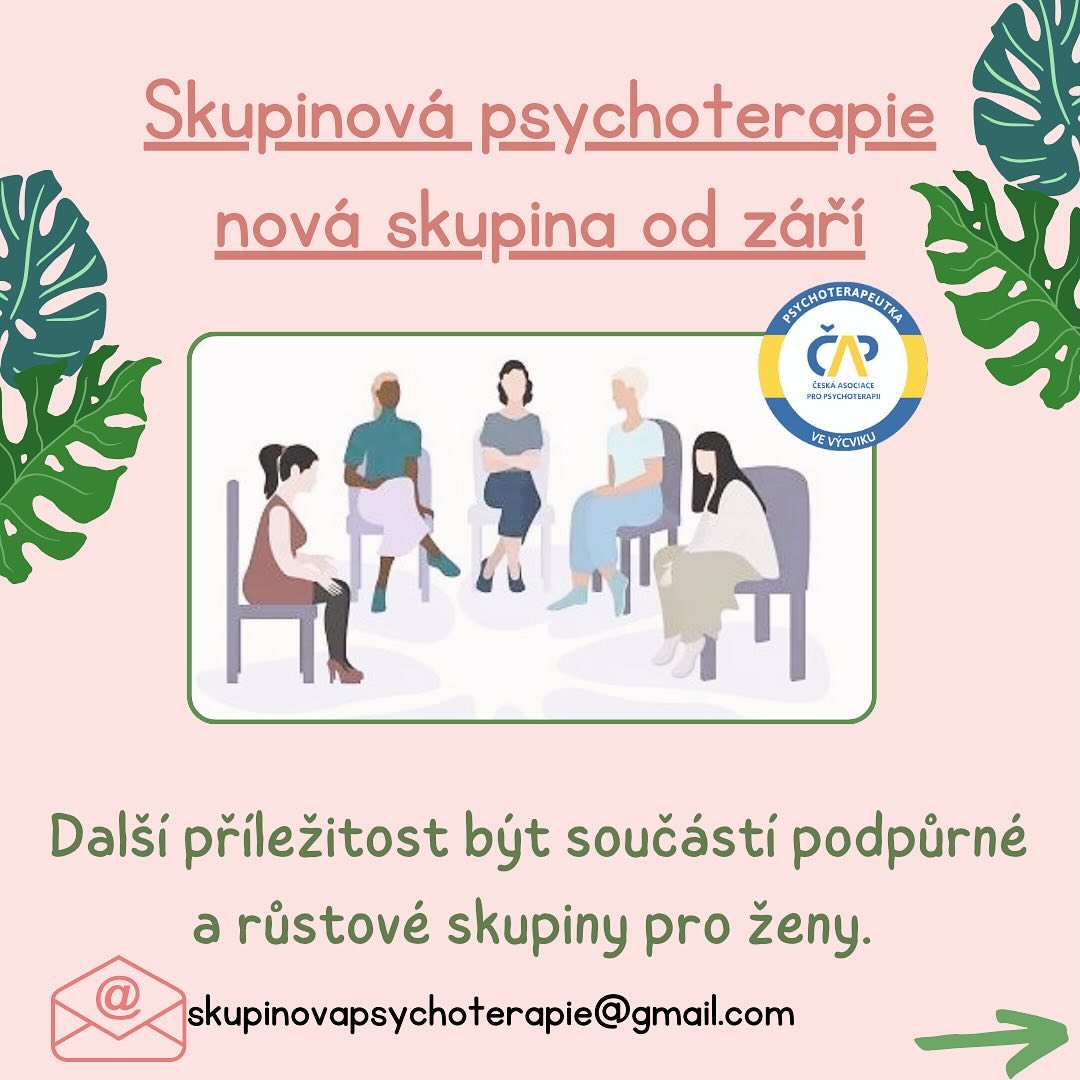 Skupinová psychoterapie
nová skupina od září
PSYCHOTERAPEUTKA
ČAP
ČESKÁ ASOCIACE
PRO PSYCHOTERAPII
VE VÝCVIKU
Další příležitost být součástí podpůrné
a růstové skupiny pro ženy.
@
skupinovapsychoterapie@gmail.com